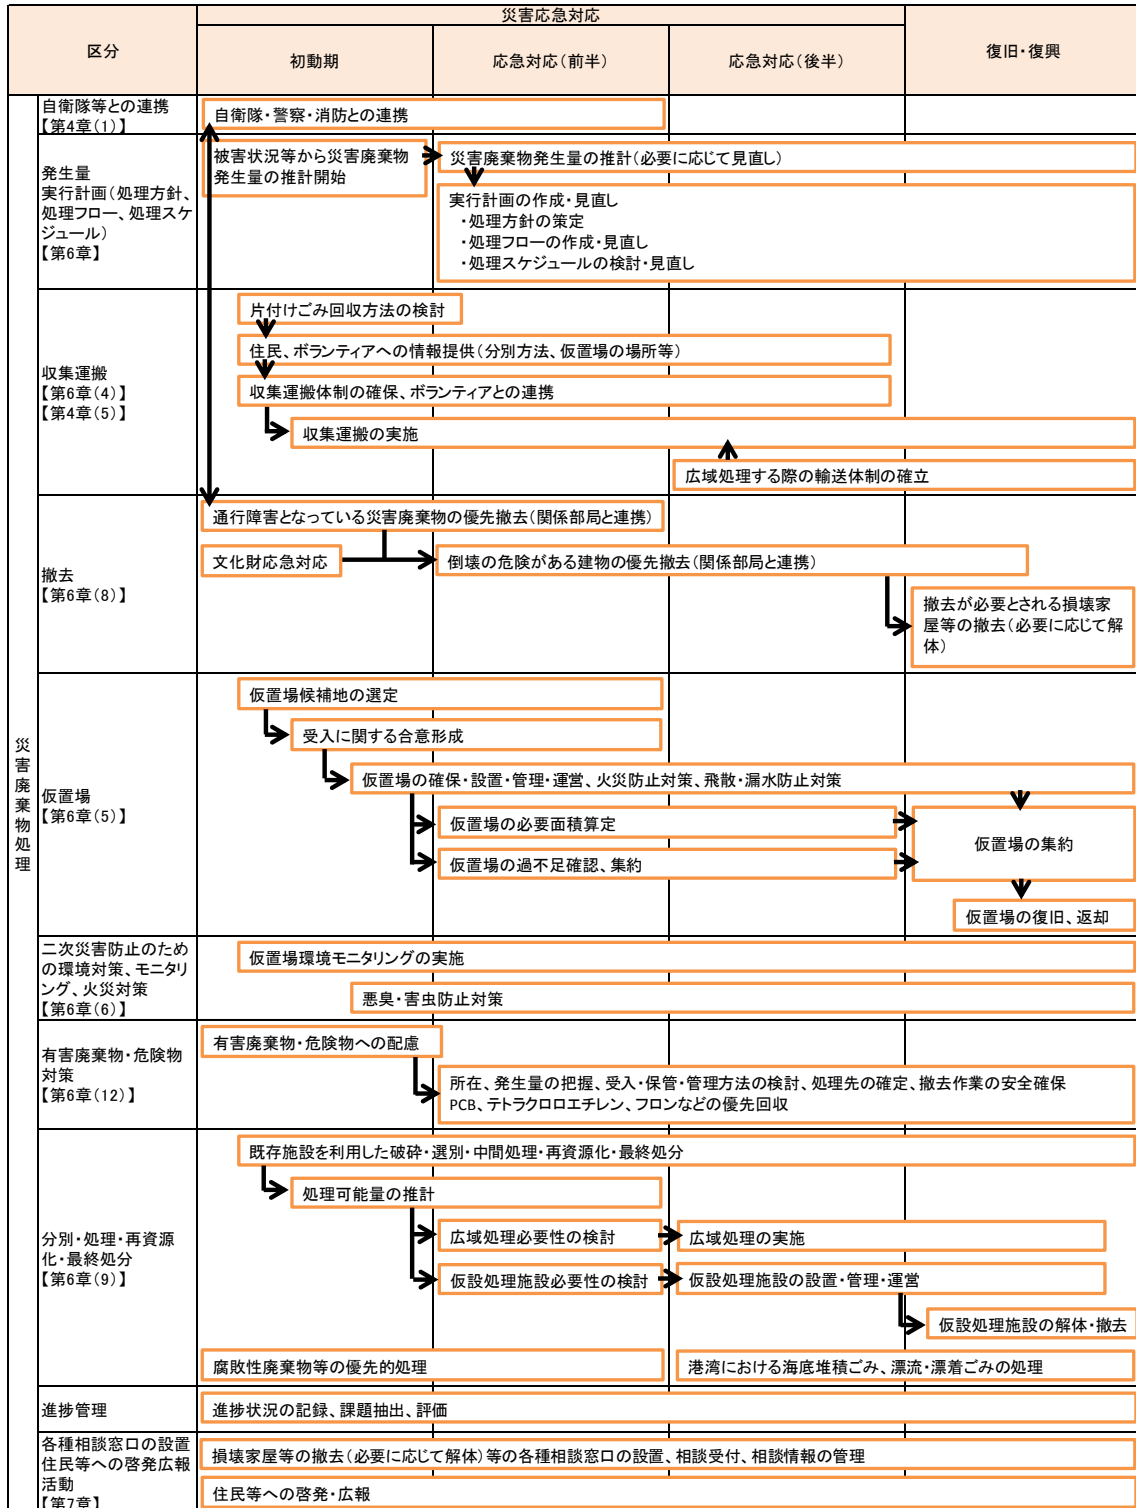 区分
災害応急対応
復旧・復興
初動期
応急対応（前半）
応急対応（後半）
災害廃棄物処理
自衛隊等との連携
【第4章（1）】
自衛隊・警察・消防との連携
発生量
実行計画（処理方針、
処理フロー、処理スケ
ジュール）
【第6章】
被害状況等から災害廃棄物
発生量の推計開始
災害廃棄物発生量の推計（必要に応じて見直し）
実行計画の作成・見直し
・処理方針の策定
・処理フローの作成・見直し
・処理スケジュールの検討・見直し
収集運搬
【第6章（4）】
【第4章（5）】
片付けごみ回収方法の検討
住民、ボランティアへの情報提供（分別方法、仮置場の場所等）
収集運搬体制の確保、ボランティアとの連携
収集運搬の実施
広域処理する際の輸送体制の確立
撤去
【第6章（8）】
通行障害となっている災害廃棄物の優先撤去（関係部局と連携）
文化財応急対応
倒壊の危険がある建物の優先撤去（関係部局と連携）
撤去が必要とされる損壊家
屋等の撤去（必要に応じて解
体）
仮置場
【第6章（5）】
仮置場候補地の選定
受入に関する合意形成
仮置場の確保・設置・管理・運営、火災防止対策、飛散・漏水防止対策
仮置場の必要面積算定
仮置場の過不足確認、集約
仮置場の集約
仮置場の復旧、返却
二次災害防止のため
の環境対策、モニタリ
ング、火災対策
【第6章（6）】
仮置場環境モニタリングの実施
悪臭・害虫防止対策
有害廃棄物・危険物
対策
【第6章（12）】
有害廃棄物・危険物への配慮
所在、発生量の把握、受入・保管・管理方法の検討、処理先の確定、撤去作業の安全確保
PCB、テトラクロロエチレン、フロンなどの優先回収
分別・処理・再資源
化・最終処分
【第6章（9）】
既存施設を利用した破砕・選別・中間処理・再資源化・最終処分
処理可能量の推計
広域処理必要性の検討
広域処理の実施
仮設処理施設必要性の検討
仮設処理施設の設置・管理・運営
仮設処理施設の解体・撤去
腐敗性廃棄物等の優先的処理
港湾における海底堆積ごみ、漂流・漂着ごみの処理
進捗管理
進捗状況の記録、課題抽出、評価
各種相談窓口の設置
住民等への啓発広報
活動
【第7章】
損壊家屋等の撤去（必要に応じて解体）等の各種相談窓口の設置、相談受付、相談情報の管理
住民等への啓発・広報